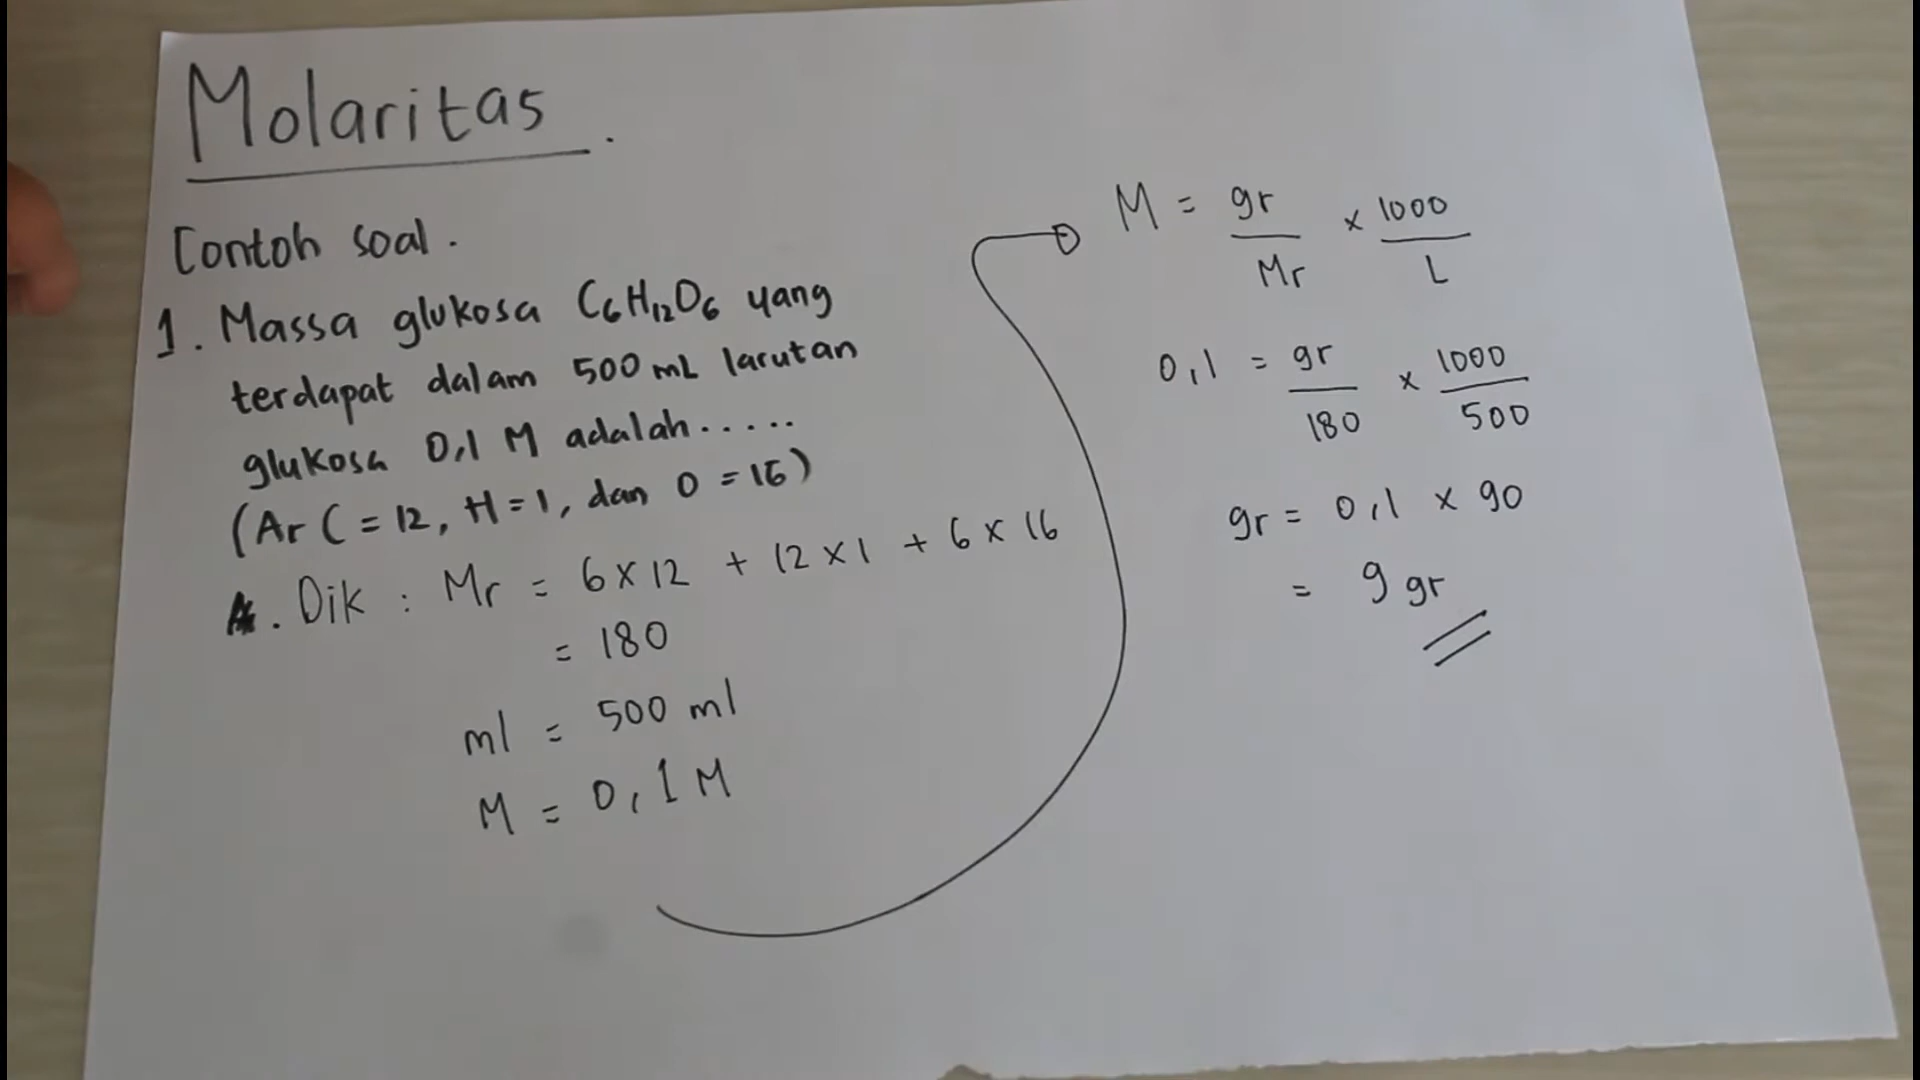 Molaritas.
Contoh soal.
1. Massa glukosa C6H12O6 yang
terdapat dalam 500 mL larutan
glukosa 0,1 M adalah.....
(Ar C = 12, H = 1, dan O = 16)
A. Dik : Mr = 6 x 12 + 12 x 1 + 6 x 16
= 180
ml = 500 ml
M = 0,1 M
M = gr/Mr x 1000/L
0,1 = gr/180 x 1000/500
gr = 0,1 x 90
= 9 gr